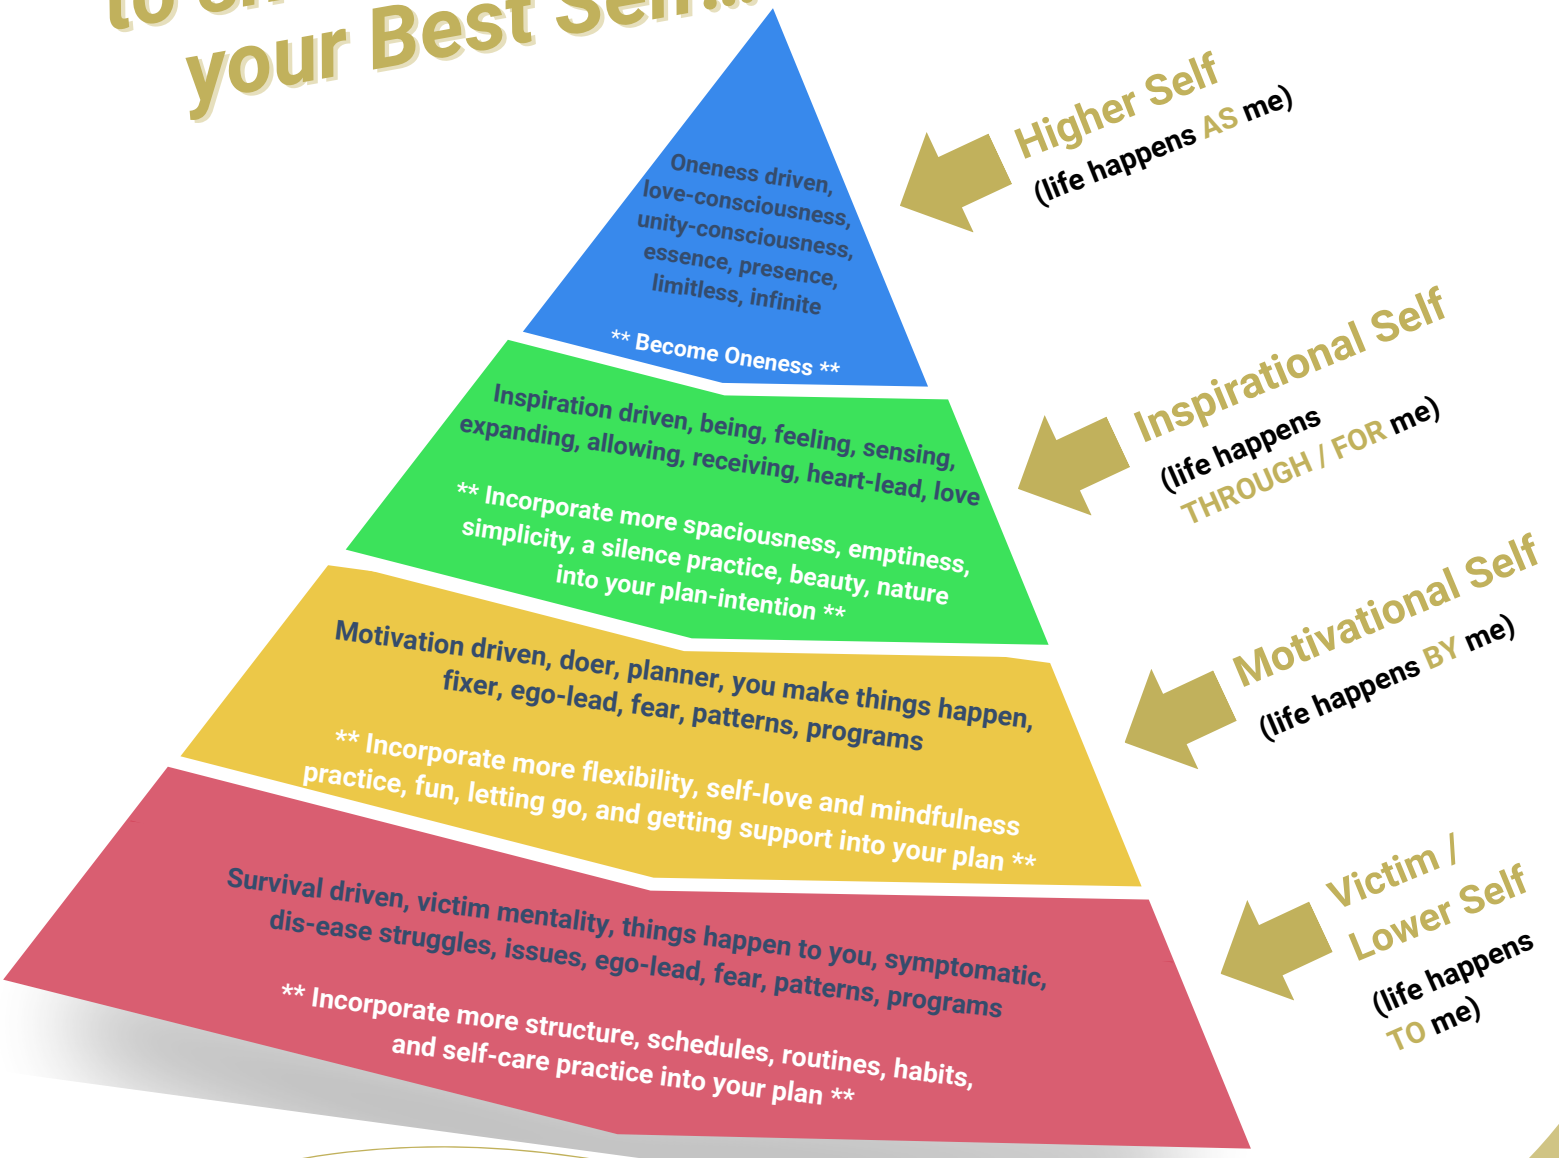 your Best Self...
Oneness driven,
love-consciousness,
unity-consciousness,
essence, presence,
limitless, infinite
** Become Oneness **
Higher Self
(life happens AS me)
Inspiration driven, being, feeling, sensing,
expanding, allowing, receiving, heart-lead, love
** Incorporate more spaciousness, emptiness,
simplicity, a silence practice, beauty, nature
into your plan-intention **
Inspirational Self
(life happens
THROUGH / FOR me)
Motivation driven, doer, planner, you make things happen,
fixer, ego-lead, fear, patterns, programs
** Incorporate more flexibility, self-love and mindfulness
practice, fun, letting go, and getting support into your plan **
Motivational Self
(life happens BY me)
Survival driven, victim mentality, things happen to you, symptomatic,
dis-ease struggles, issues, ego-lead, fear, patterns, programs
** Incorporate more structure, schedules, routines, habits,
and self-care practice into your plan **
Victim /
Lower Self
(life happens
TO me)